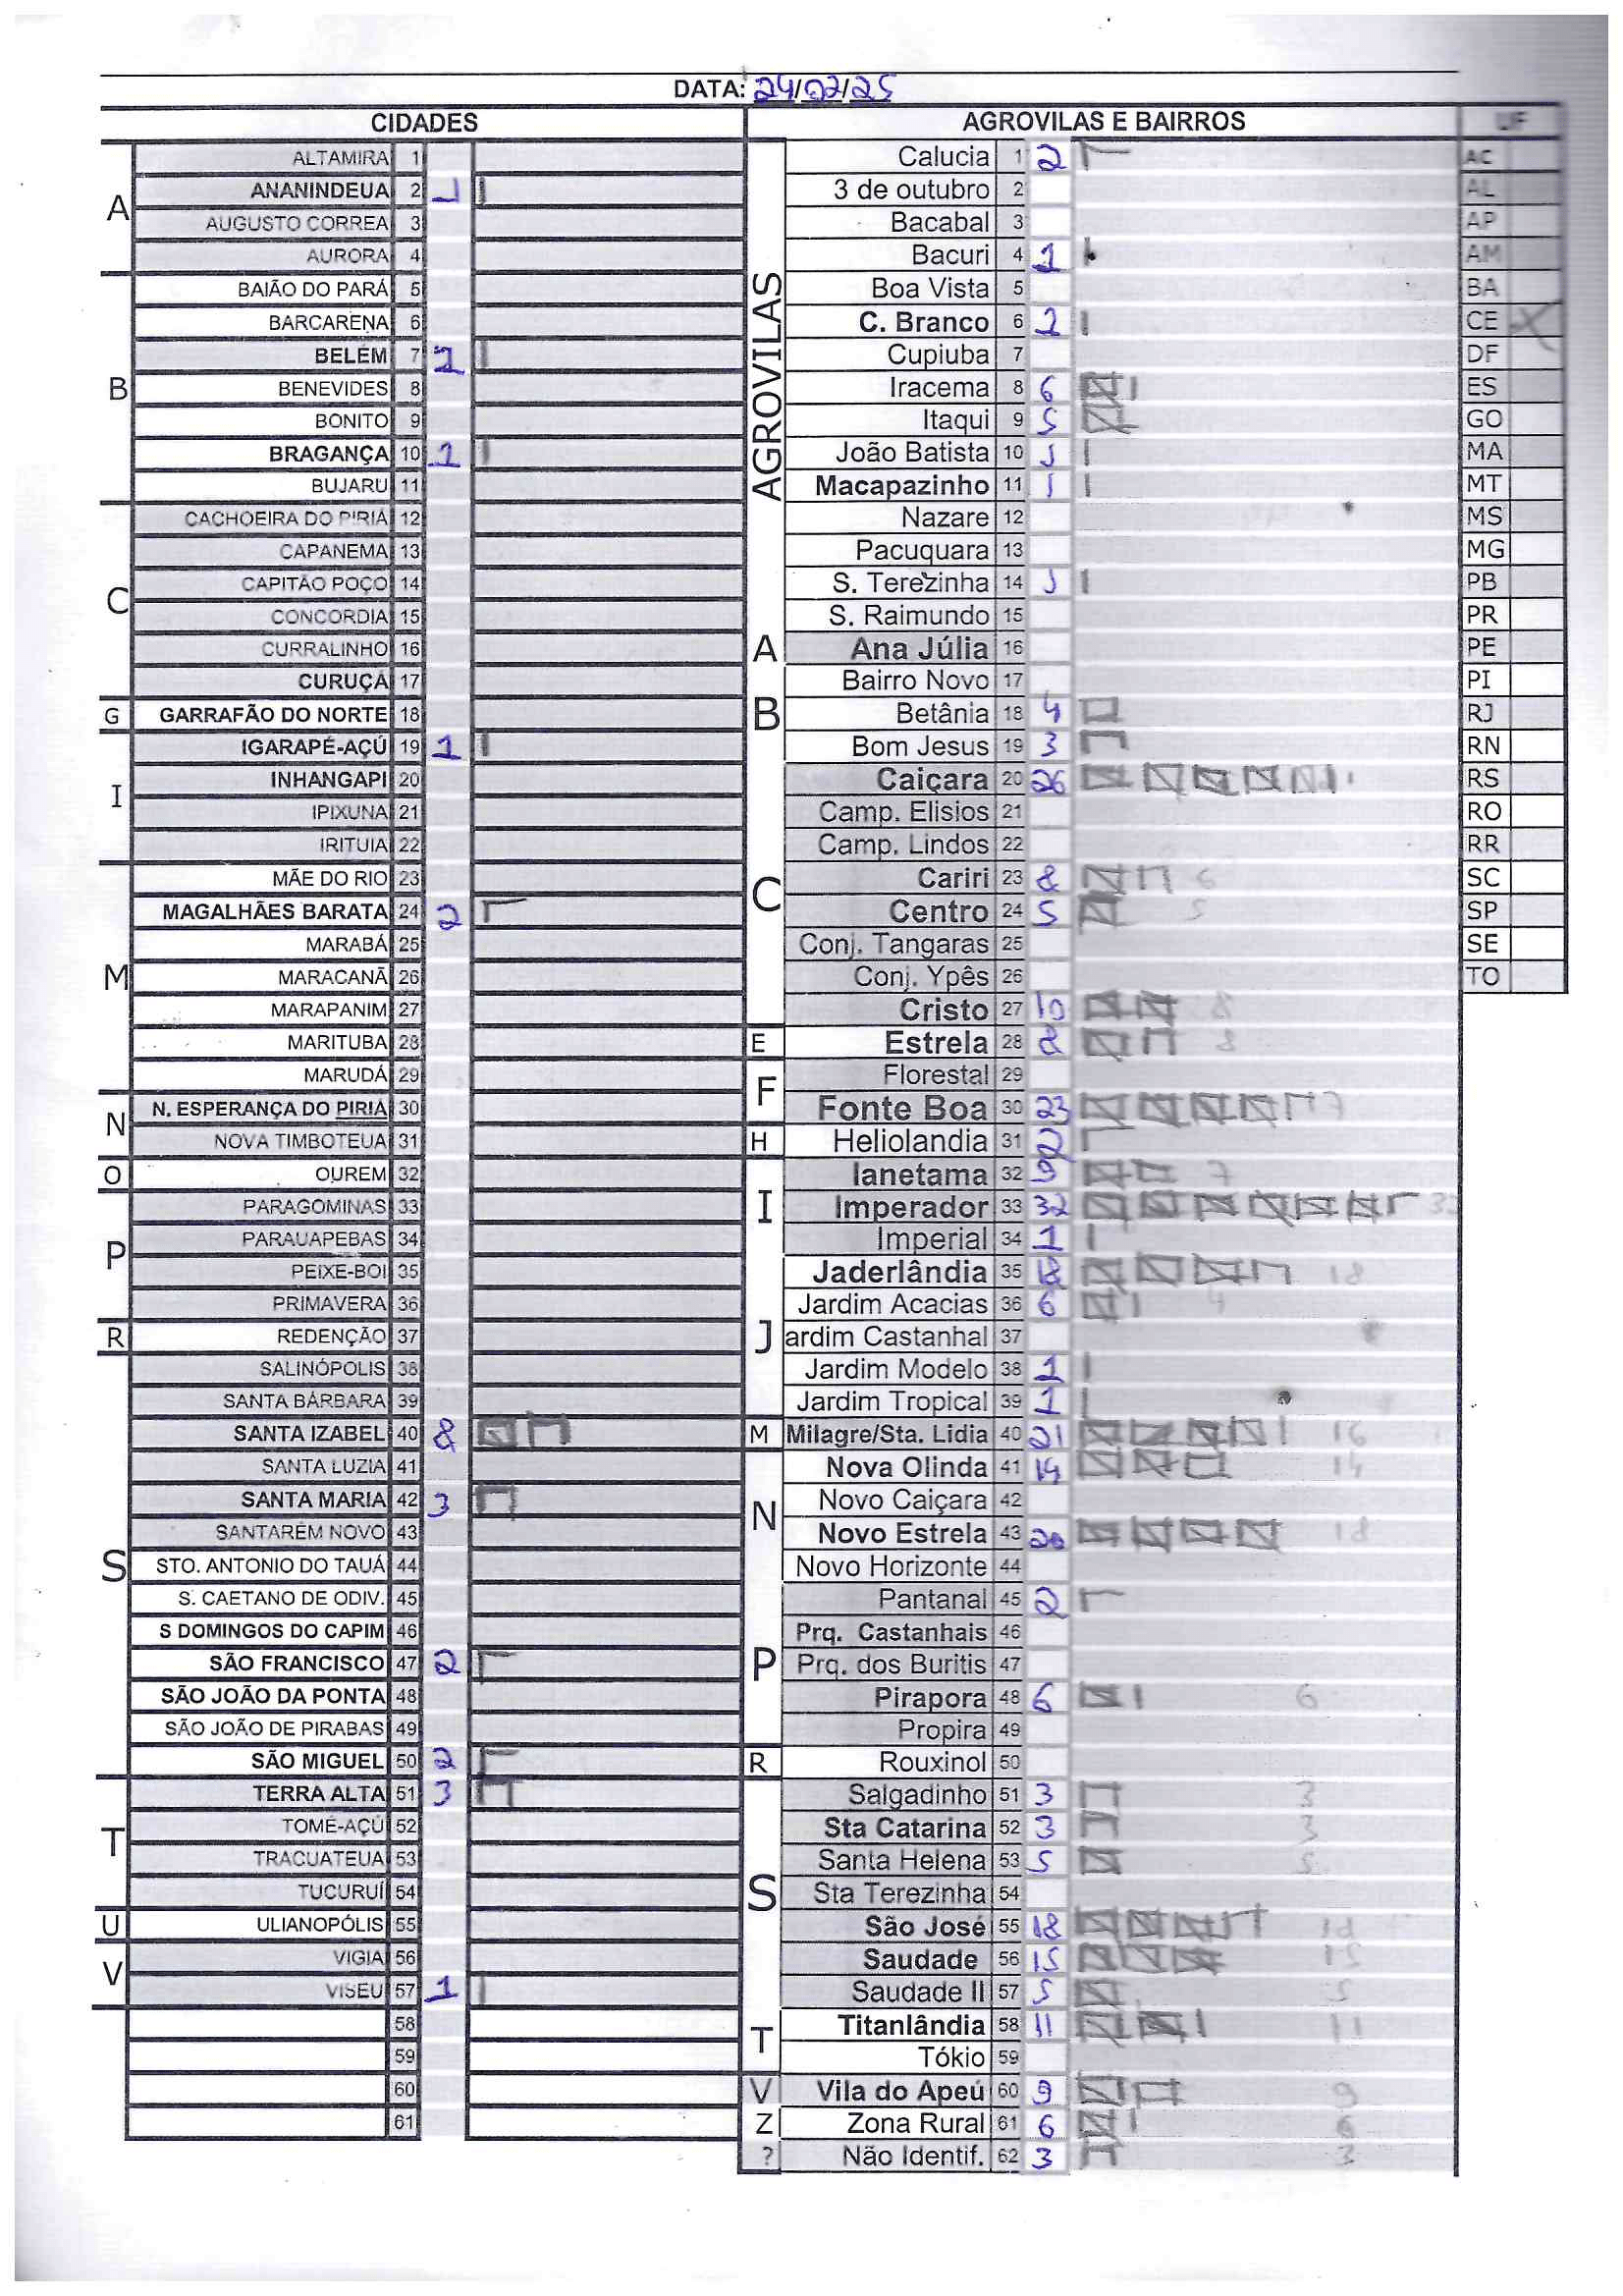 DATA: 24/02/25
CIDADES
A
ALTAMIRA 1
ANANINDEUA 2 1
AUGUSTO CORREA 3
AURORA 4
B
BAIÃO DO PARÁ 5
BARCARENA 6
BELÉM 7 1
BENEVIDES 8
BONITO 9
BRAGANÇA 10 1
BUJARU 11
C
CACHOEIRA DO PIRIÁ 12
CAPANEMA 13
CAPITÃO POÇO 14
CONCORDIA 15
CURRALINHO 16
CURUÇÁ 17
G
GARRAFÃO DO NORTE 18
I
IGARAPÉ-AÇÚ 19 1
INHANGAPI 20
IPIXUNA 21
IRITUIA 22
M
MÃE DO RIO 23
MAGALHÃES BARATA 24 2
MARABÁ 25
MARACANÃ 26
MARAPANIM 27
MARITUBA 28
MARUDÁ 29
N
N. ESPERANÇA DO PIRIÁ 30
NOVA TIMBOTEUA 31
O
OUREM 32
P
PARAGOMINAS 33
PARAUAPEBAS 34
PEIXE-BOI 35
PRIMAVERA 36
R
REDENÇÃO 37
S
SALINÓPOLIS 38
SANTA BÁRBARA 39
SANTA IZABEL 40 8
SANTA LUZIA 41
SANTA MARIA 42 3
SANTARÉM NOVO 43
STO. ANTONIO DO TAUÁ 44
S. CAETANO DE ODIV. 45
S DOMINGOS DO CAPIM 46
SÃO FRANCISCO 47 2
SÃO JOÃO DA PONTA 48
SÃO JOÃO DE PIRABAS 49
SÃO MIGUEL 50 2
T
TERRA ALTA 51 3
TOMÉ-AÇÚ 52
TRACUATEUA 53
TUCURUÍ 54
U
ULIANOPÓLIS 55
V
VIGIA 56
VISEU 57 1
58
59
60
61
AGROVILAS E BAIRROS
AGROVILAS
Calucia 1 2
3 de outubro 2
Bacabal 3
Bacuri 4 1
Boa Vista 5
C. Branco 6 1
Cupiuba 7
Iracema 8 6
Itaqui 9 5
João Batista 10 1
Macapazinho 11 1
Nazare 12
Pacuquara 13
S. Terezinha 14 1
S. Raimundo 15
A
Ana Júlia 16
Bairro Novo 17
B
Betânia 18 4
Bom Jesus 19 3
Caiçara 20 26
Camp. Elisios 21
Camp. Lindos 22
C
Cariri 23 8 6
Centro 24 5 5
Conj. Tangaras 25
Conj. Ypês 26
Cristo 27 10 8
E
Estrela 28 8 8
F
Florestal 29
Fonte Boa 30 23
H
Heliolandia 31 2
I
Ianetama 32 9 7
Imperador 33 32 32
Imperial 34 1
J
Jaderlândia 35 18 18
Jardim Acacias 36 6 4
ardim Castanhal 37
Jardim Modelo 38 1
Jardim Tropical 39 1
M
Milagre/Sta. Lidia 40 21 16
N
Nova Olinda 41 14 14
Novo Caiçara 42
Novo Estrela 43 20 18
Novo Horizonte 44
P
Pantanal 45 2
Prq. Castanhais 46
Prq. dos Buritis 47
Pirapora 48 6 6
Propira 49
R
Rouxinol 50
S
Salgadinho 51 3 3
Sta Catarina 52 3 3
Santa Helena 53 5 5
Sta Terezinha 54
São José 55 18
Saudade 56 15 15
Saudade II 57 5 5
T
Titanlândia 58 11 11
Tókio 59
V
Vila do Apeú 60 9 9
Z
Zona Rural 61 6 6
?
Não Identif. 62 3 3
UF
AC
AL
AP
AM
BA
CE X
DF
ES
GO
MA
MT
MS
MG
PB
PR
PE
PI
RJ
RN
RS
RO
RR
SC
SP
SE
TO